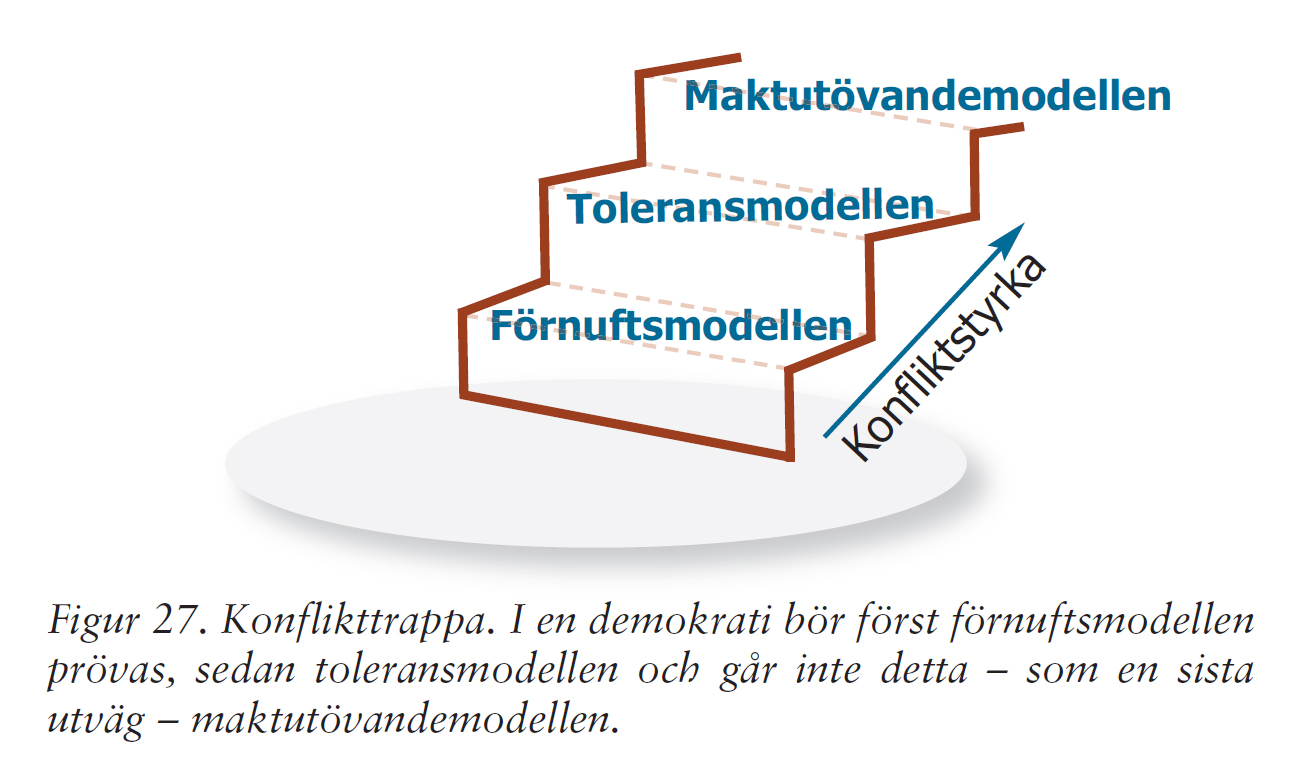 Maktutövandemodellen
Toleransmodellen
Förnuftsmodellen
Konfliktstyrka
Figur 27. Konflikttrappa. I en demokrati bör först förnuftsmodellen
prövas, sedan toleransmodellen och går inte detta – som en sista
utväg – maktutövandemodellen.